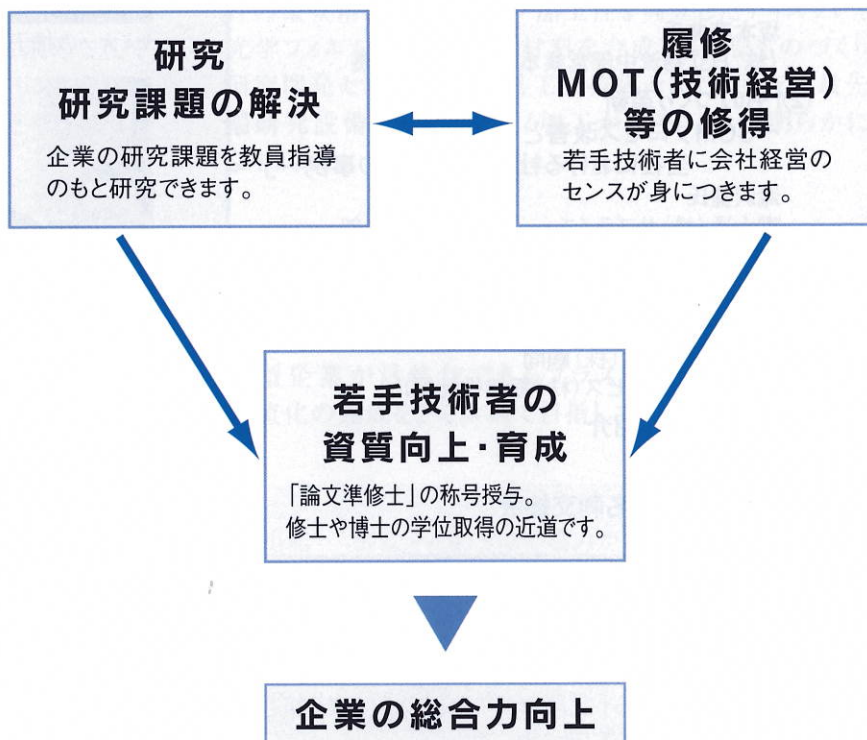 研究
研究課題の解決
企業の研究課題を教員指導
のもと研究できます。
履修
MOT(技術経営)
等の修得
若手技術者に会社経営の
センスが身につきます。
若手技術者の
資質向上・育成
「論文準修士」の称号授与。
修士や博士の学位取得の近道です。
企業の総合力向上